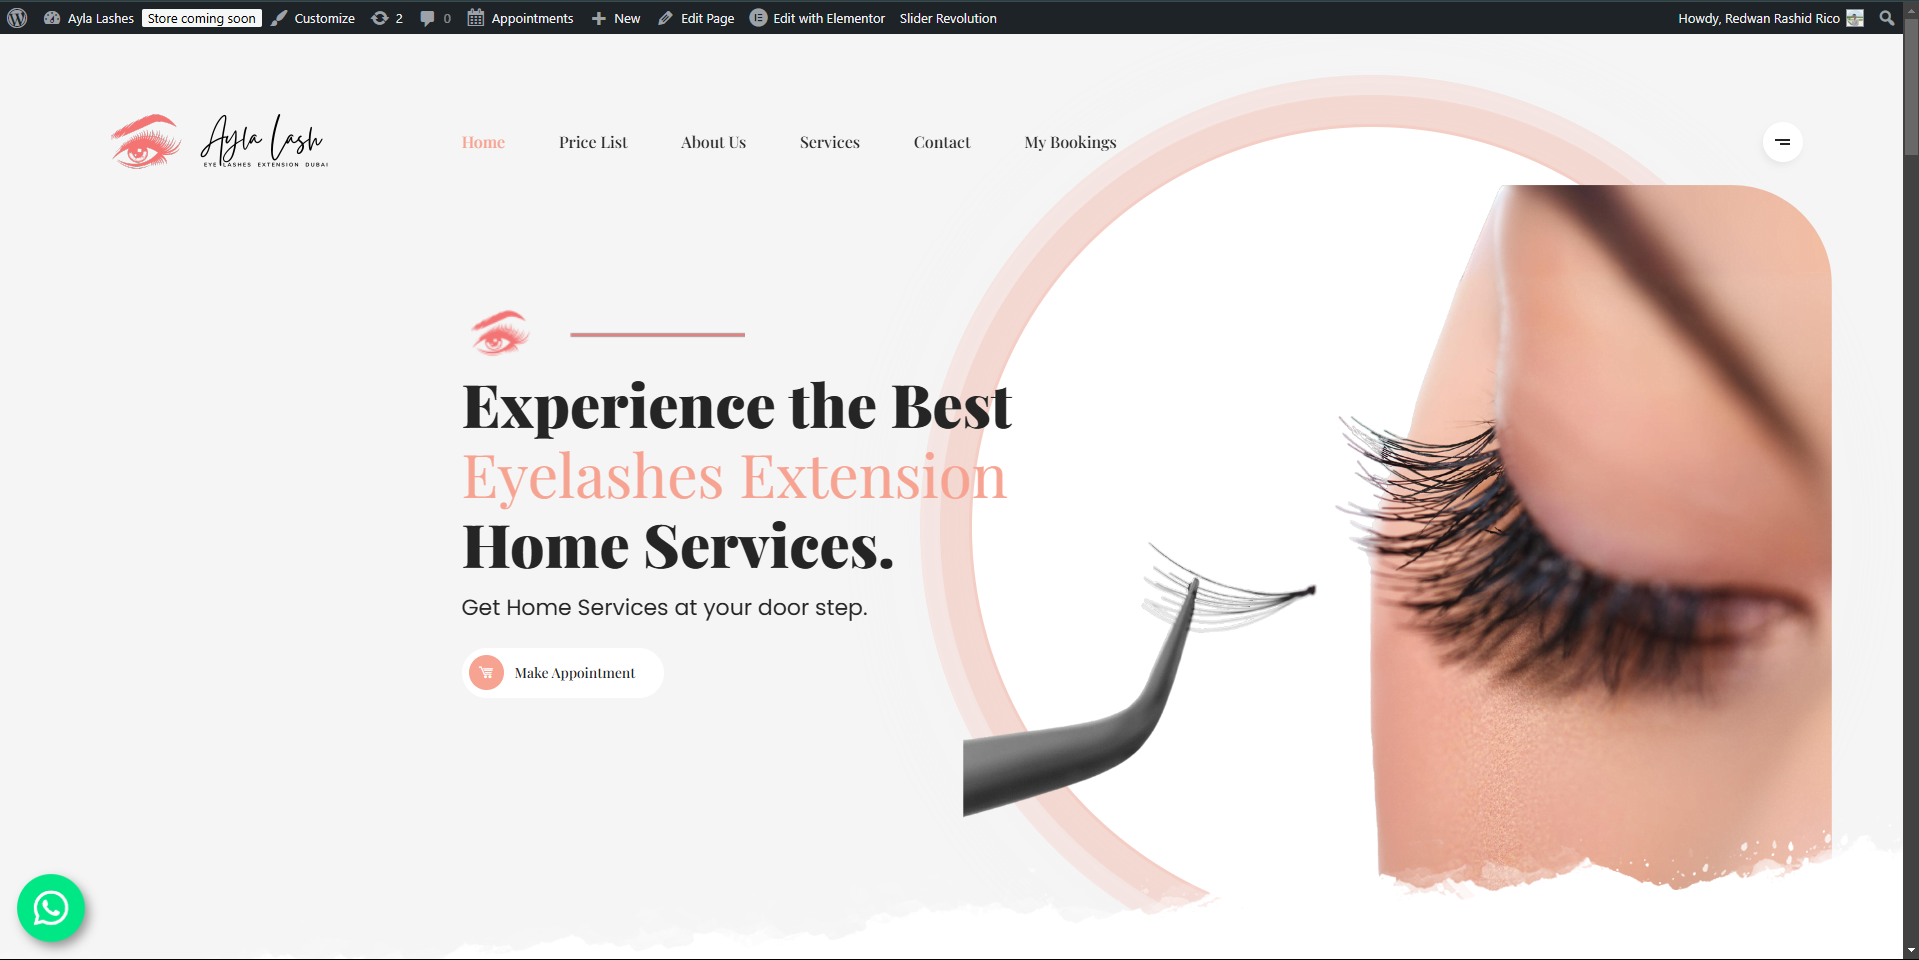 Ayla Lashes Store coming soon Customize 2 0 Appointments New Edit Page Edit with Elementor Slider Revolution Howdy, Redwan Rashid Rico
Ayla Lash
EYE LASHES EXTENSION DUBAI
Home Price List About Us Services Contact My Bookings
Experience the Best
Eyelashes Extension
Home Services.
Get Home Services at your door step.
Make Appointment